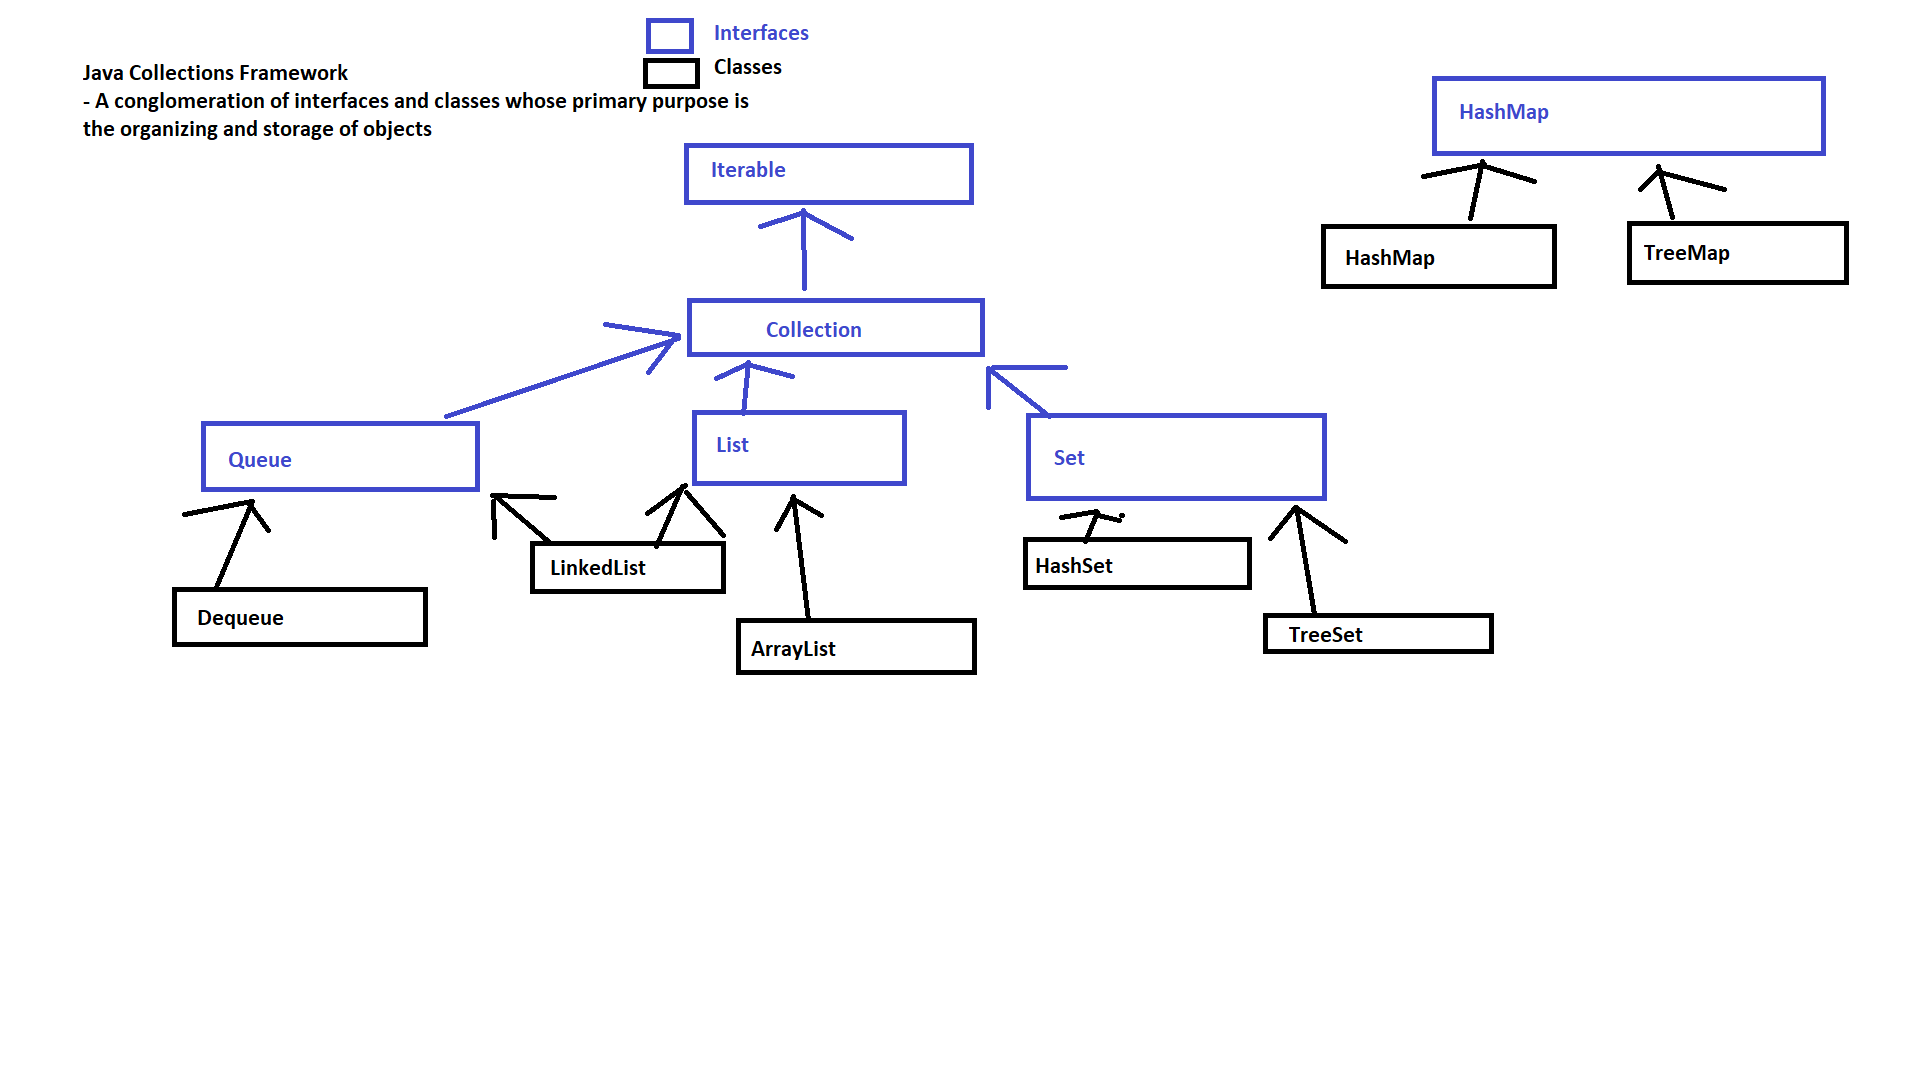 Interfaces
Classes
Java Collections Framework
- A conglomeration of interfaces and classes whose primary purpose is
the organizing and storage of objects
HashMap
Iterable
HashMap
TreeMap
Collection
Queue
List
Set
Dequeue
LinkedList
ArrayList
HashSet
TreeSet